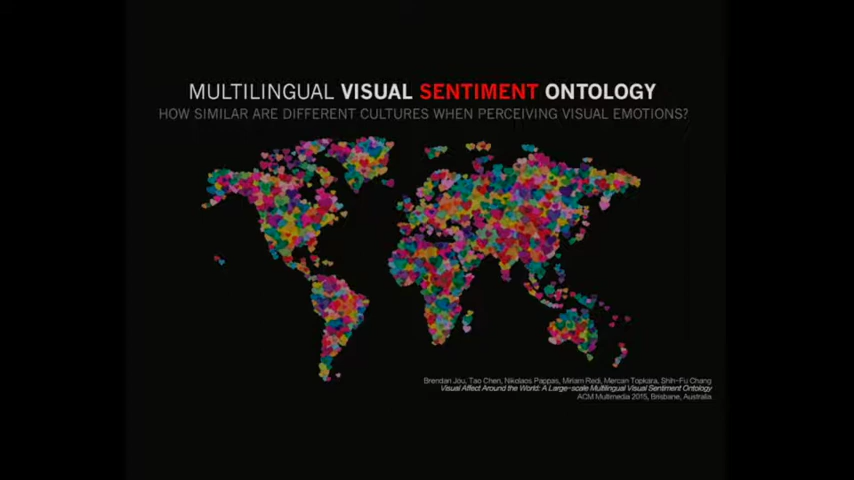 MULTILINGUAL VISUAL SENTIMENT ONTOLOGY
HOW SIMILAR ARE DIFFERENT CULTURES WHEN PERCEIVING VISUAL EMOTIONS?
Brendan Jou, Tao Chen, Nikolaos Pappas, Miriam Redi, Mercan Topkara, Shih-Fu Chang
Visual Affect Around the World: A Large-scale Multilingual Visual Sentiment Ontology
ACM Multimedia 2015, Brisbane, Australia